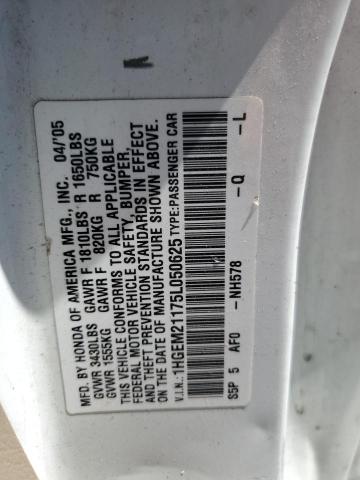 MFD. BY HONDA OF AMERICA MFG., INC. 04/'05
GVWR 3430LBS GAWR F 1810LBS R 1650LBS
GVWR 1555KG GAWR F 820KG R 750KG
THIS VEHICLE CONFORMS TO ALL APPLICABLE
FEDERAL MOTOR VEHICLE SAFETY, BUMPER,
AND THEFT PREVENTION STANDARDS IN EFFECT
ON THE DATE OF MANUFACTURE SHOWN ABOVE.
V.I.N.: 1HGEM21175L050625 TYPE: PASSENGER CAR
S5P 5 AF0 - NH578 - Q - L